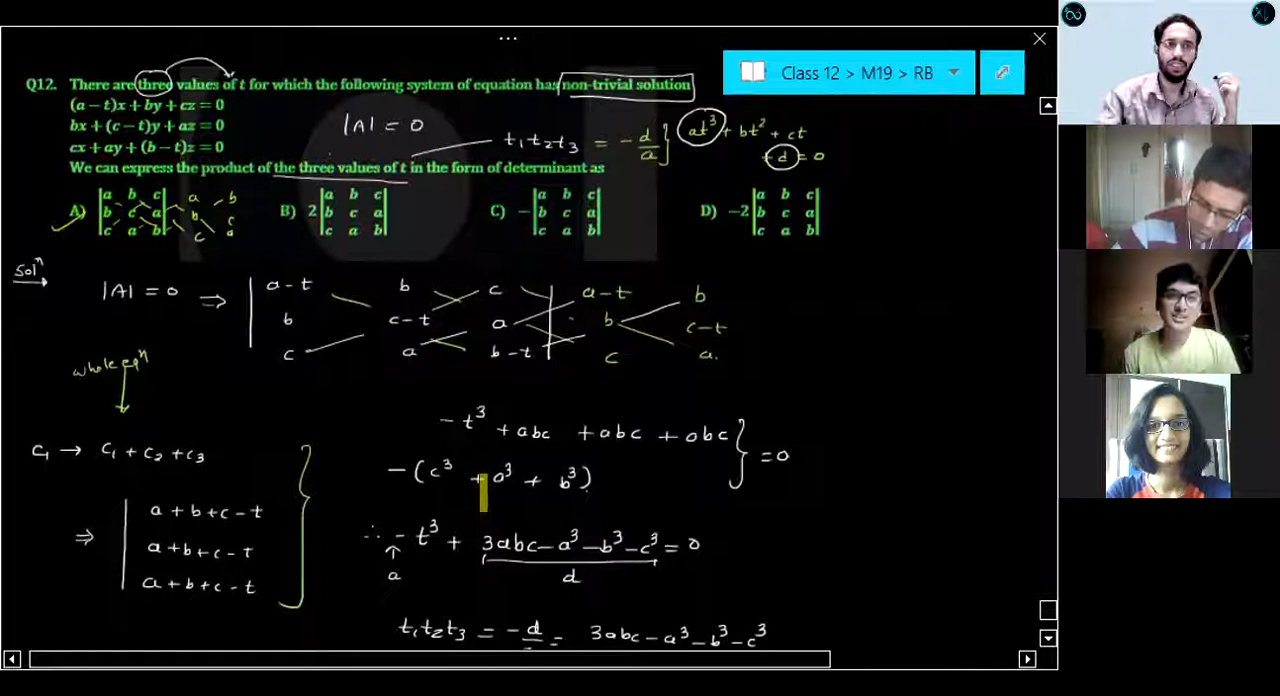 Class 12 > M19 > RB
Q12. There are three values of t for which the following system of equation has non-trivial solution
(a − t)x + by + cz = 0
bx + (c − t)y + az = 0
cx + ay + (b − t)z = 0
|A| = 0
t₁t₂t₃ = − d/a } at³ + bt² + ct + d = 0
We can express the product of the three values of t in the form of determinant as
A) |a b c| a b
|b c a| b c
|c a b| c a
B) 2 |a b c|
|b c a|
|c a b|
C) − |a b c|
|b c a|
|c a b|
D) −2 |a b c|
|b c a|
|c a b|
Solⁿ
|A| = 0 ⇒ | a − t b c | a − t b
b c − t a b c − t
c a b − t c a
whole eqⁿ
C₁ → C₁ + C₂ + C₃
⇒ | a + b + c − t
a + b + c − t
a + b + c − t
− t³ + abc + abc + abc
− (c³ + a³ + b³) } = 0
∴ − t³ + 3abc − a³ − b³ − c³ = 0
a d
t₁t₂t₃ = − d = 3abc − a³ − b³ − c³